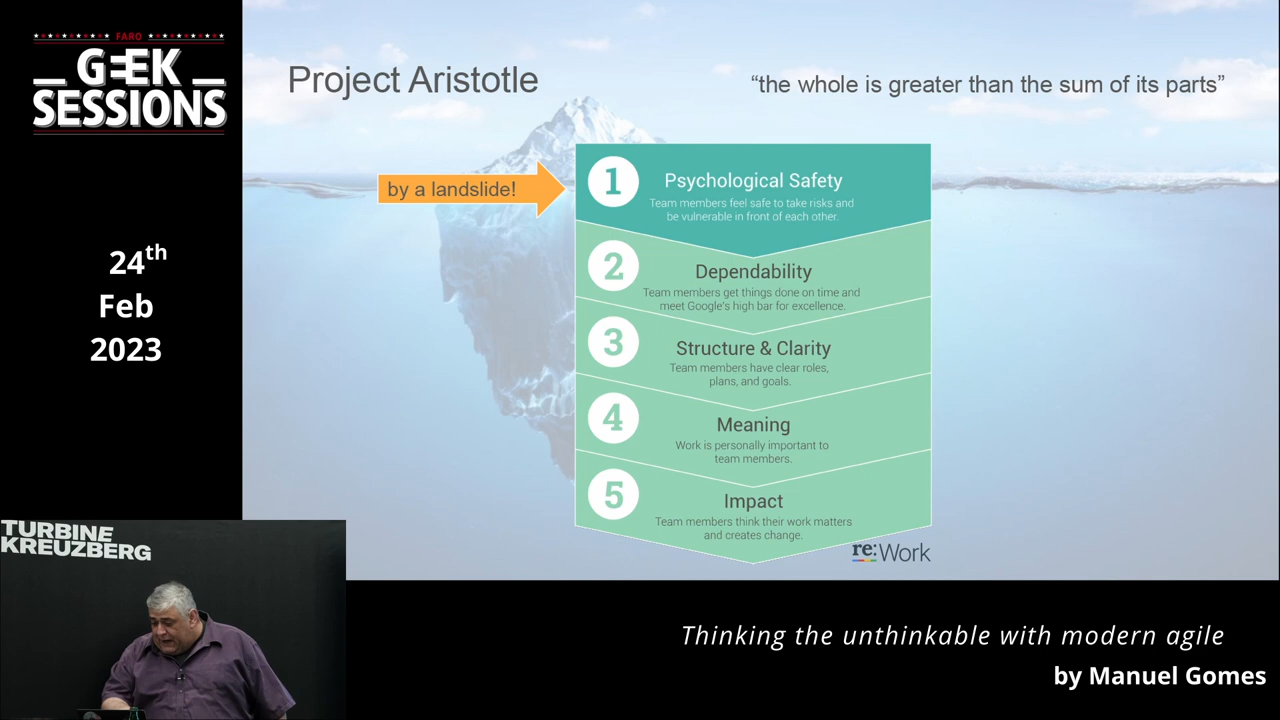 FARO
GEEK
SESSIONS
24th
Feb
2023
Project Aristotle
“the whole is greater than the sum of its parts”
by a landslide!
1
Psychological Safety
Team members feel safe to take risks and
be vulnerable in front of each other.
2
Dependability
Team members get things done on time and
meet Google's high bar for excellence.
3
Structure & Clarity
Team members have clear roles,
plans, and goals.
4
Meaning
Work is personally important to
team members.
5
Impact
Team members think their work matters
and creates change.
re:Work
TURBINE
KREUZBERG
Thinking the unthinkable with modern agile
by Manuel Gomes